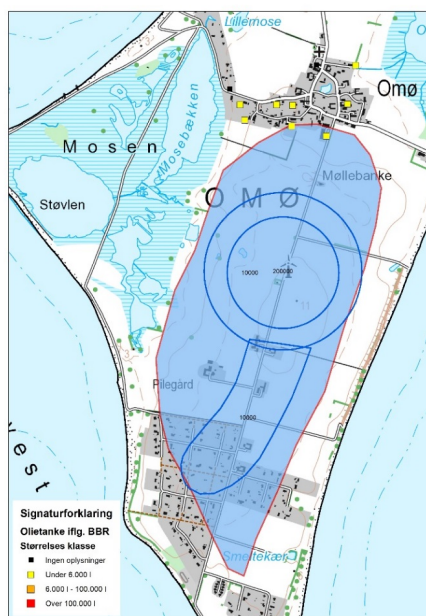 Lillemose
Omø
Mosen
Mosebækken
Støvlen
Møllebanke
OMØ
10000
200000
11
Pilegård
10000
vest
Smeltekær
Signaturforklaring
Olietanke iflg. BBR
Størrelses klasse
Ingen oplysninger
Under 6.000 l
6.000 l - 100.000 l
Over 100.000 l